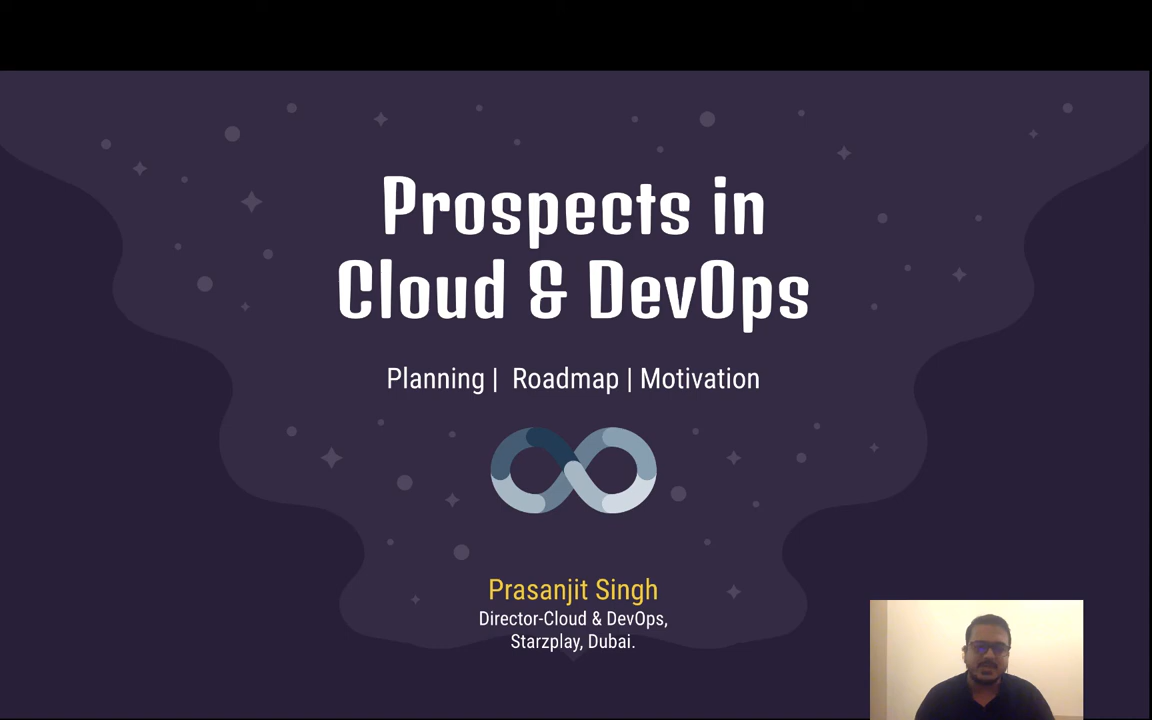 Prospects in
Cloud & DevOps
Planning | Roadmap | Motivation
Prasanjit Singh
Director-Cloud & DevOps,
Starzplay, Dubai.